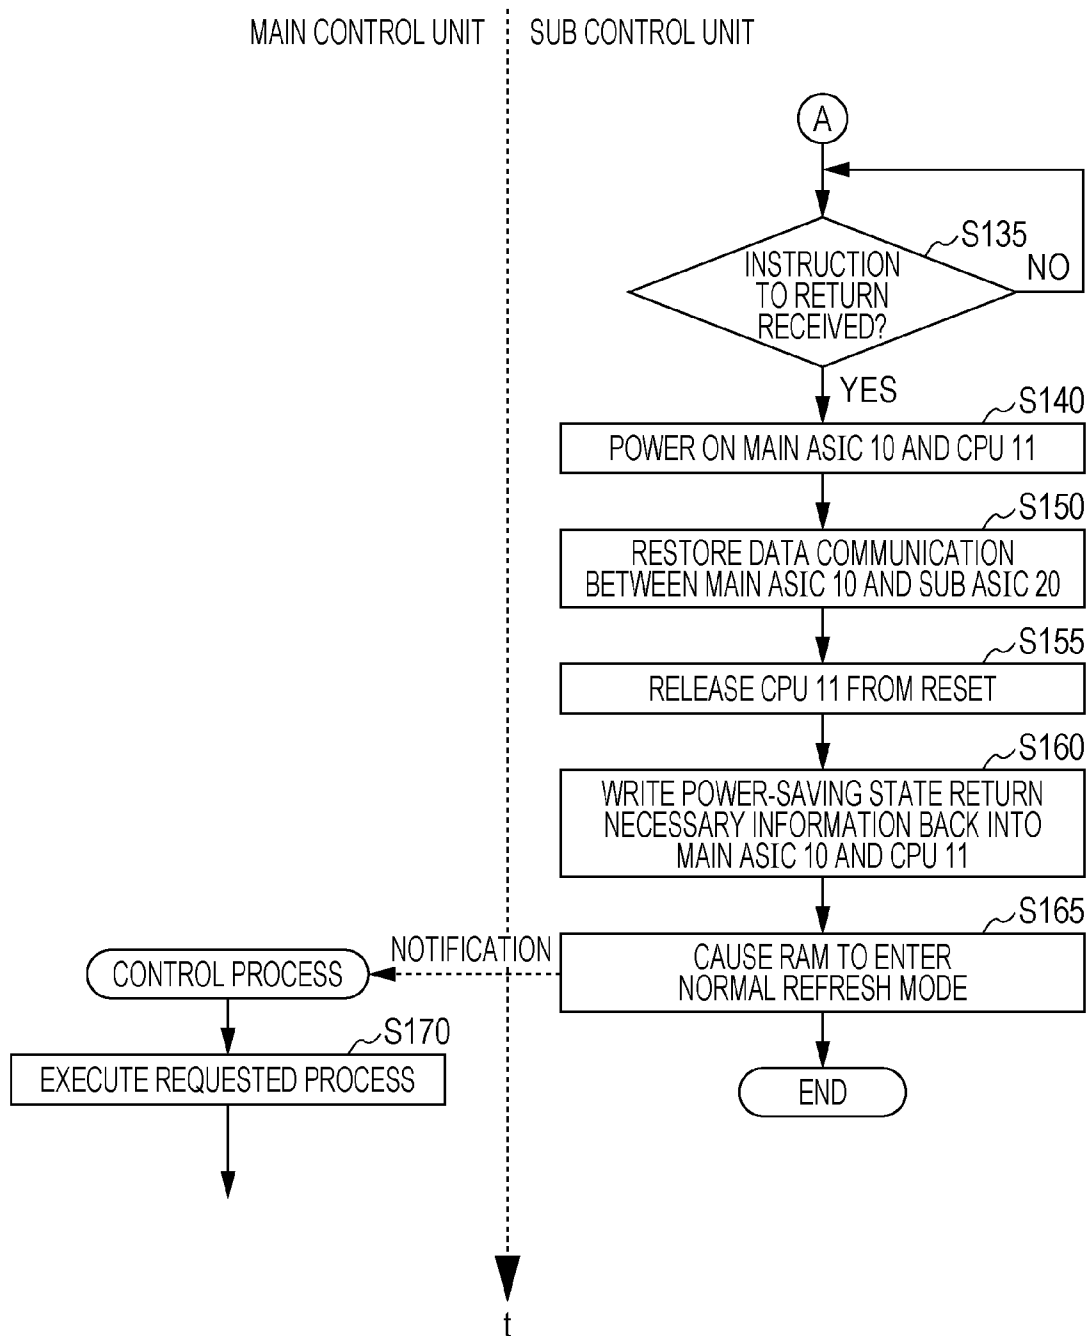 MAIN CONTROL UNIT
SUB CONTROL UNIT
A
S135
INSTRUCTION
TO RETURN
RECEIVED?
NO
YES
S140
POWER ON MAIN ASIC 10 AND CPU 11
S150
RESTORE DATA COMMUNICATION
BETWEEN MAIN ASIC 10 AND SUB ASIC 20
S155
RELEASE CPU 11 FROM RESET
S160
WRITE POWER-SAVING STATE RETURN
NECESSARY INFORMATION BACK INTO
MAIN ASIC 10 AND CPU 11
S165
CAUSE RAM TO ENTER
NORMAL REFRESH MODE
NOTIFICATION
CONTROL PROCESS
S170
EXECUTE REQUESTED PROCESS
END
t